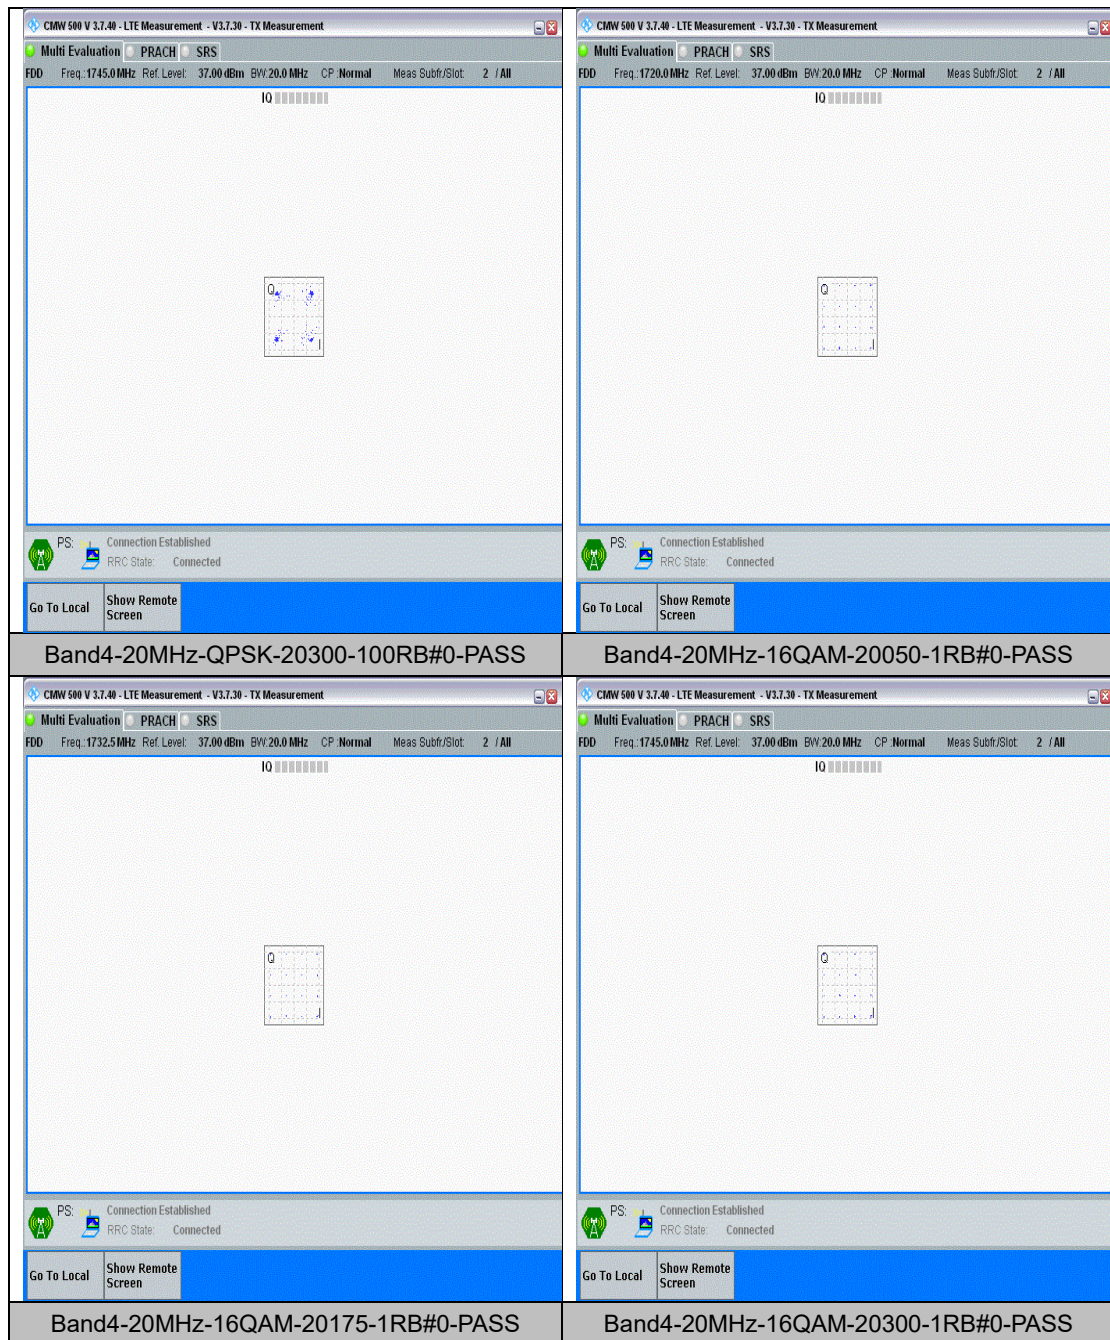 CMW 500 V 3.7.40 - LTE Measurement - V3.7.30 - TX Measurement
Multi Evaluation PRACH SRS
FDD Freq.:1745.0 MHz Ref. Level: 37.00 dBm BW:20.0 MHz CP :Normal Meas Subfr./Slot: 2 / All
IQ
Q
I
PS: Connection Established
RRC State: Connected
Go To Local
Show Remote
Screen
Band4-20MHz-QPSK-20300-100RB#0-PASS
CMW 500 V 3.7.40 - LTE Measurement - V3.7.30 - TX Measurement
Multi Evaluation PRACH SRS
FDD Freq.:1720.0 MHz Ref. Level: 37.00 dBm BW:20.0 MHz CP :Normal Meas Subfr./Slot: 2 / All
IQ
Q
I
PS: Connection Established
RRC State: Connected
Go To Local
Show Remote
Screen
Band4-20MHz-16QAM-20050-1RB#0-PASS
CMW 500 V 3.7.40 - LTE Measurement - V3.7.30 - TX Measurement
Multi Evaluation PRACH SRS
FDD Freq.:1732.5 MHz Ref. Level: 37.00 dBm BW:20.0 MHz CP :Normal Meas Subfr./Slot: 2 / All
IQ
Q
I
PS: Connection Established
RRC State: Connected
Go To Local
Show Remote
Screen
Band4-20MHz-16QAM-20175-1RB#0-PASS
CMW 500 V 3.7.40 - LTE Measurement - V3.7.30 - TX Measurement
Multi Evaluation PRACH SRS
FDD Freq.:1745.0 MHz Ref. Level: 37.00 dBm BW:20.0 MHz CP :Normal Meas Subfr./Slot: 2 / All
IQ
Q
I
PS: Connection Established
RRC State: Connected
Go To Local
Show Remote
Screen
Band4-20MHz-16QAM-20300-1RB#0-PASS